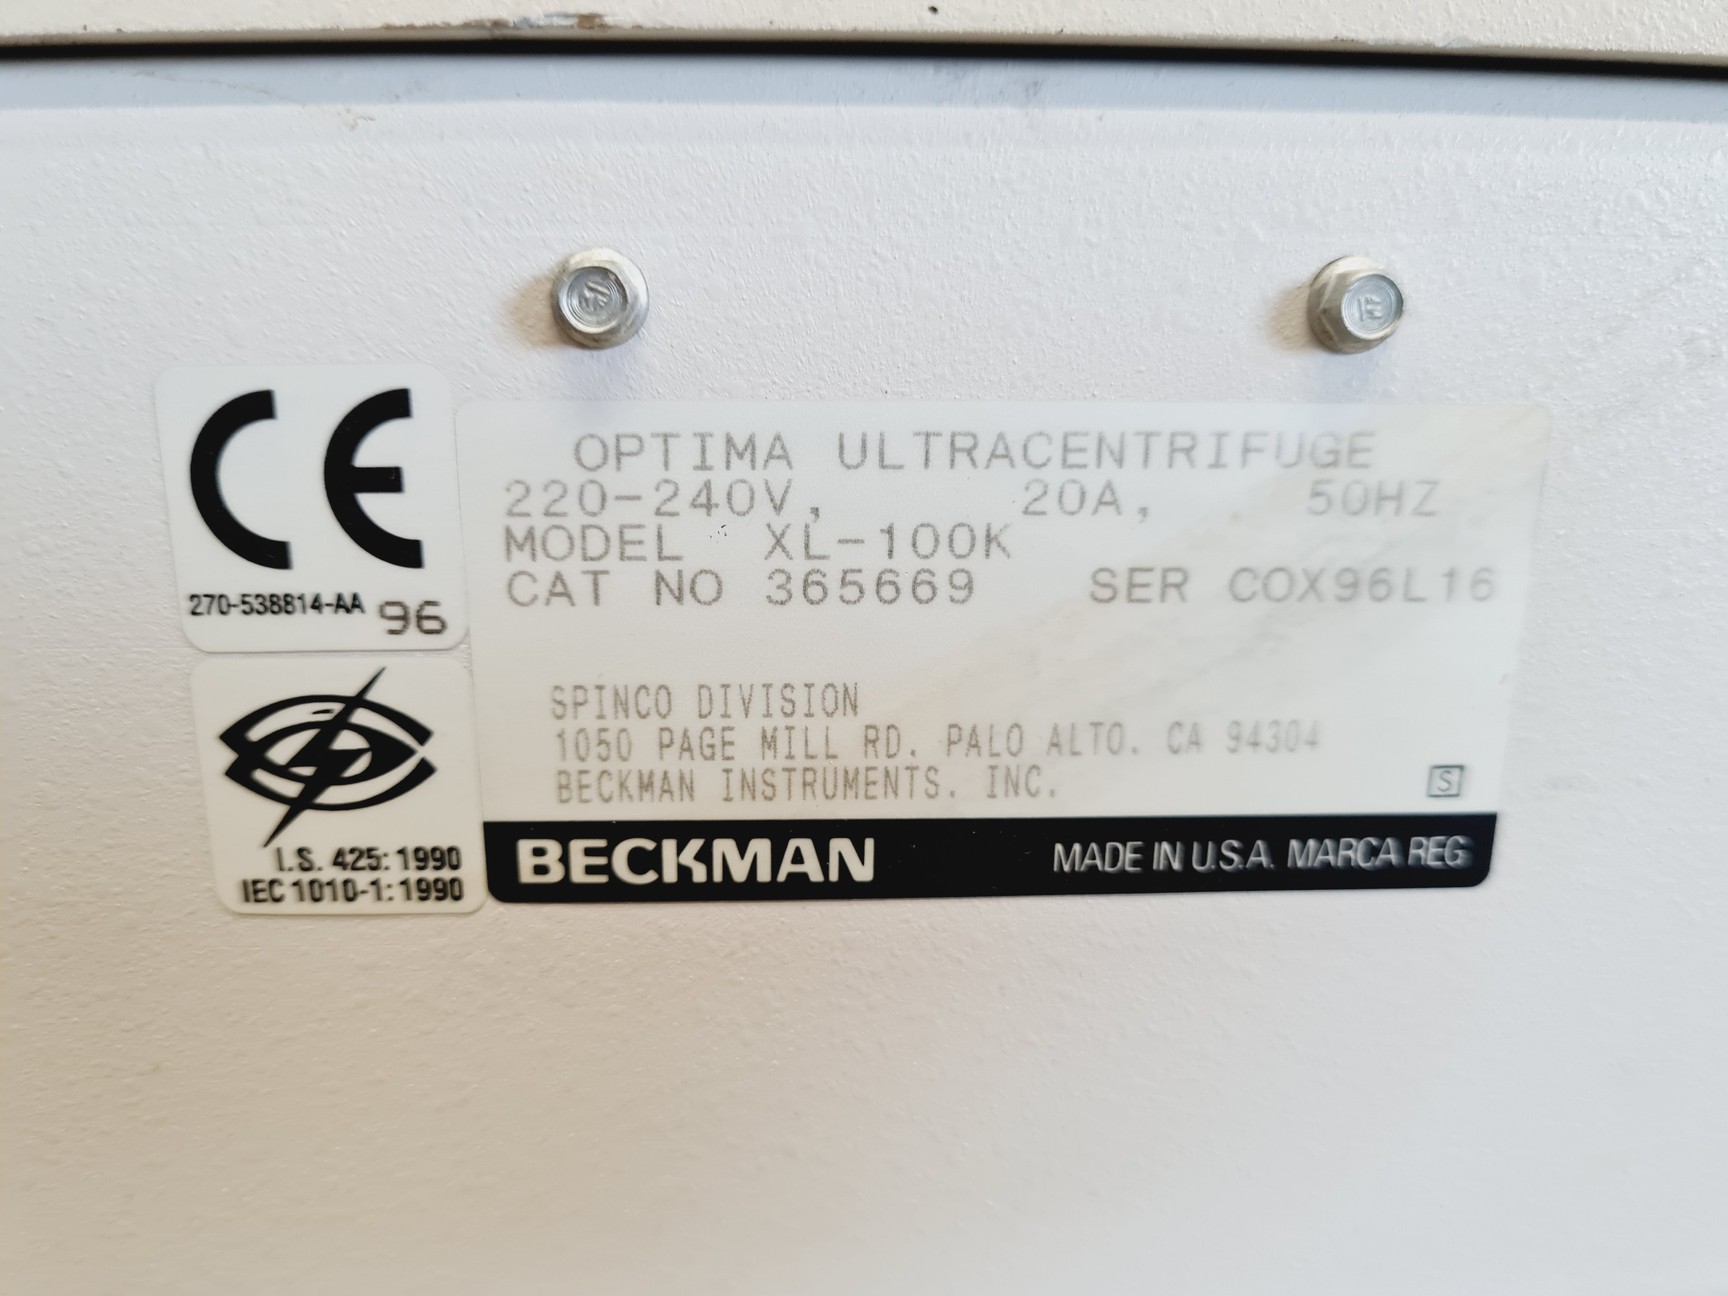 CE
270-538814-AA 96
I.S. 425: 1990
IEC 1010-1: 1990
OPTIMA ULTRACENTRIFUGE
220-240V, 20A, 50HZ
MODEL XL-100K
CAT NO 365669 SER COX96L16
SPINCO DIVISION
1050 PAGE MILL RD. PALO ALTO. CA 94304
BECKMAN INSTRUMENTS. INC.
S
BECKMAN MADE IN U.S.A. MARCA REG